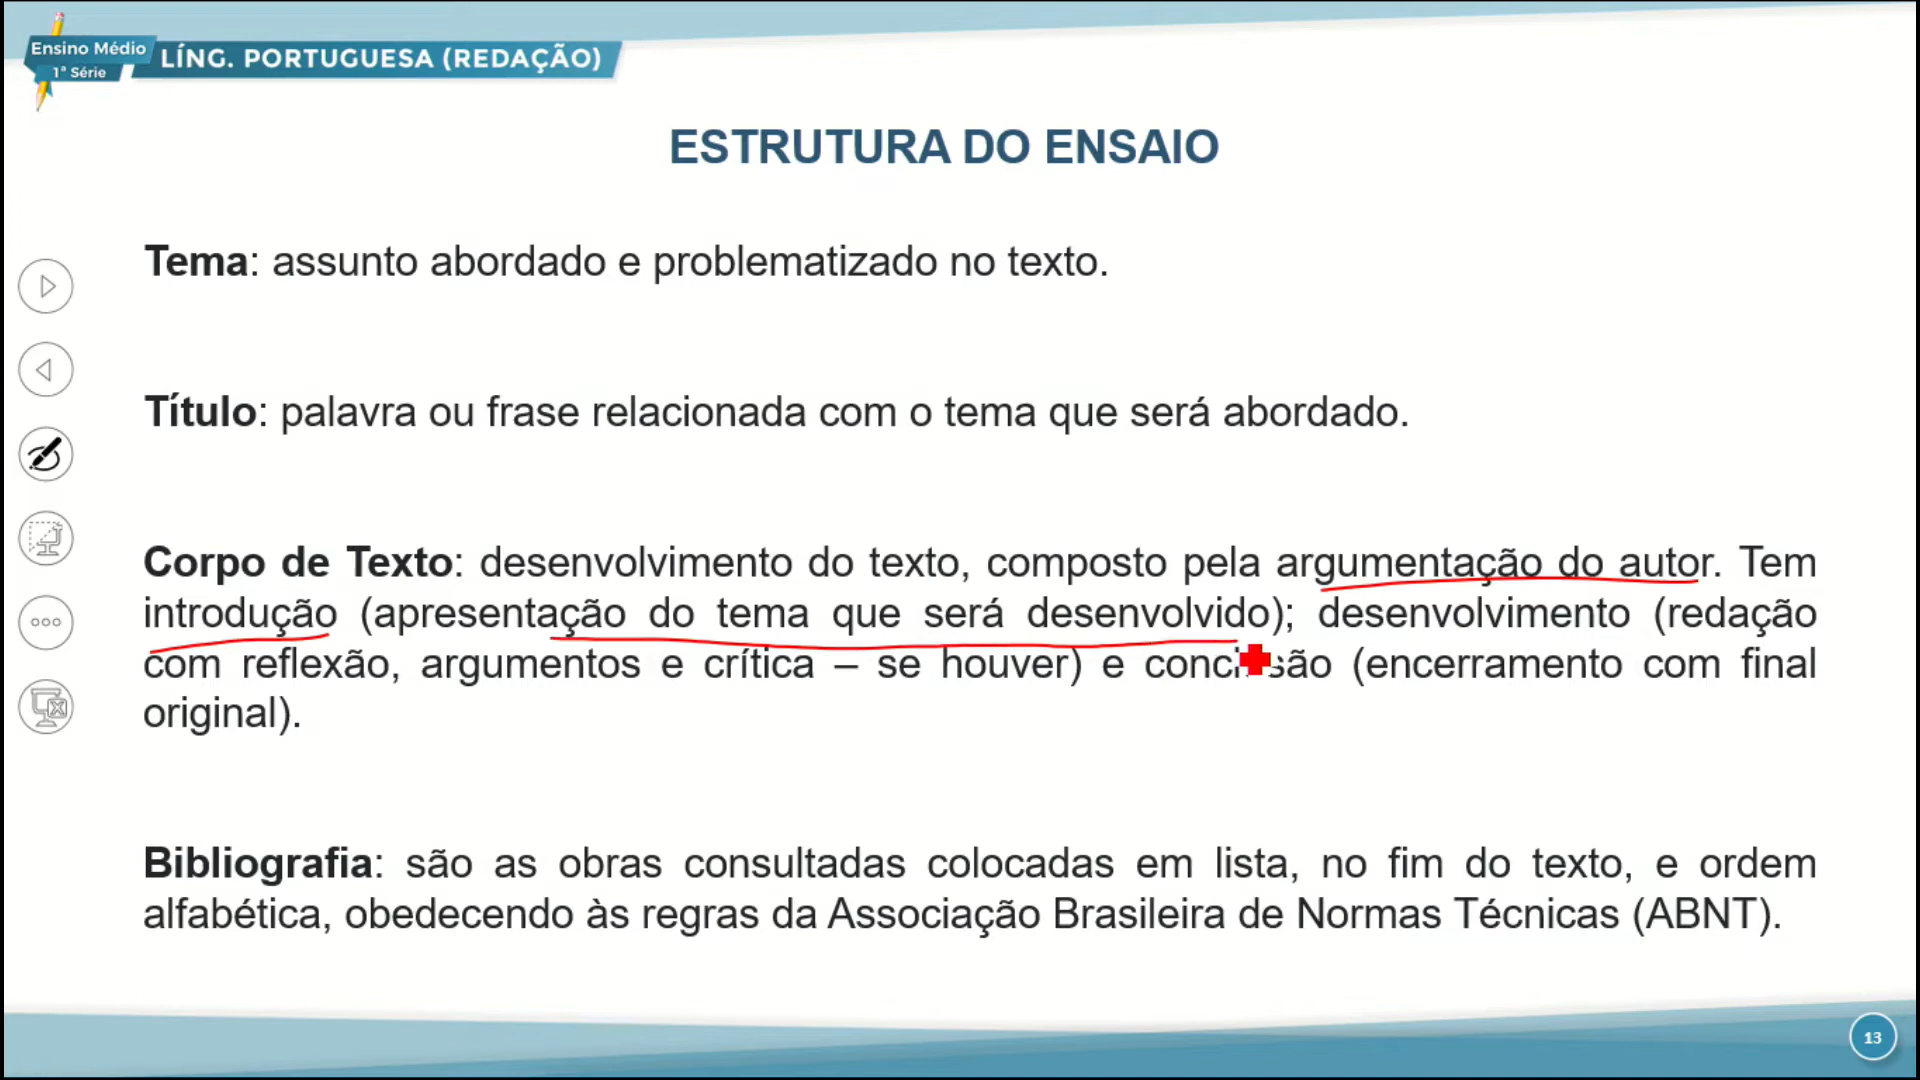 Ensino Médio
1ª Série
LÍNG. PORTUGUESA (REDAÇÃO)
ESTRUTURA DO ENSAIO
Tema: assunto abordado e problematizado no texto.
Título: palavra ou frase relacionada com o tema que será abordado.
Corpo de Texto: desenvolvimento do texto, composto pela argumentação do autor. Tem
introdução (apresentação do tema que será desenvolvido); desenvolvimento (redação
com reflexão, argumentos e crítica – se houver) e conclusão (encerramento com final
original).
Bibliografia: são as obras consultadas colocadas em lista, no fim do texto, e ordem
alfabética, obedecendo às regras da Associação Brasileira de Normas Técnicas (ABNT).
13